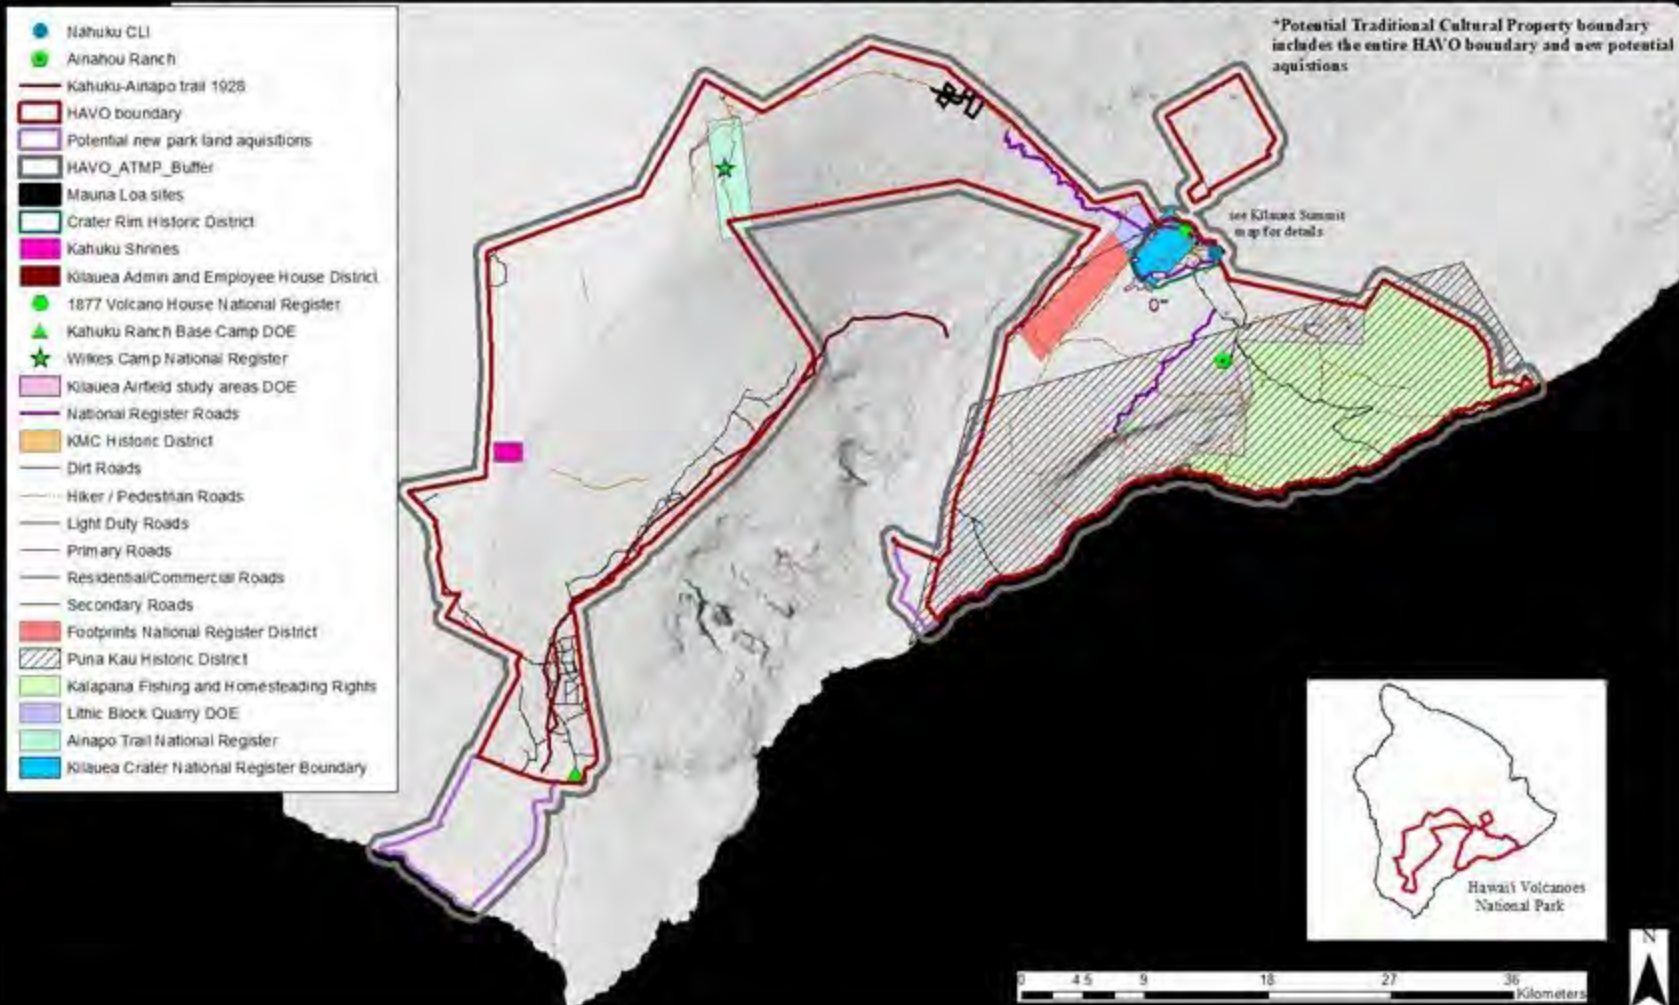 Nāhuku CLI
Ainahou Ranch
Kahuku-Ainapo trail 1928
HAVO boundary
Potential new park land aquisitions
HAVO_ATMP_Buffer
Mauna Loa sites
Crater Rim Historic District
Kahuku Shrines
Kilauea Admin and Employee House District
1877 Volcano House National Register
Kahuku Ranch Base Camp DOE
Wilkes Camp National Register
Kilauea Airfield study areas DOE
National Register Roads
KMC Historic District
Dirt Roads
Hiker / Pedestrian Roads
Light Duty Roads
Primary Roads
Residential/Commercial Roads
Secondary Roads
Footprints National Register District
Puna Kau Historic District
Kalapana Fishing and Homesteading Rights
Lithic Block Quarry DOE
Ainapo Trail National Register
Kilauea Crater National Register Boundary
*Potential Traditional Cultural Property boundary
includes the entire HAVO boundary and new potential
aquistions
see Kilauea Summit
map for details
Hawai'i Volcanoes
National Park
0 4.5 9 18 27 36
Kilometers
N